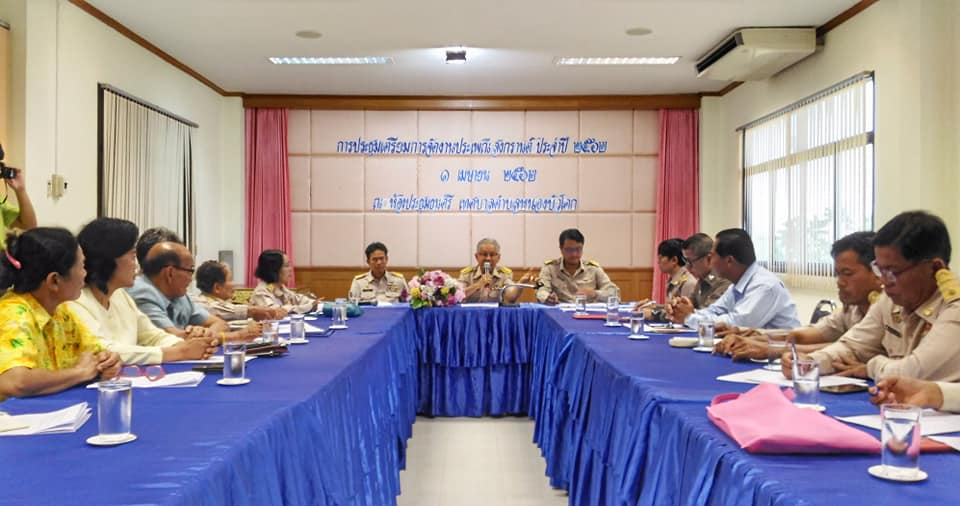 การประชุมเตรียมการจัดงานประเพณีสงกรานต์ ประจำปี ๒๕๖๒
๑ เมษายน ๒๕๖๒
ณ ห้องประชุมอนศรี เทศบาลตำบลหนองบัวโคก